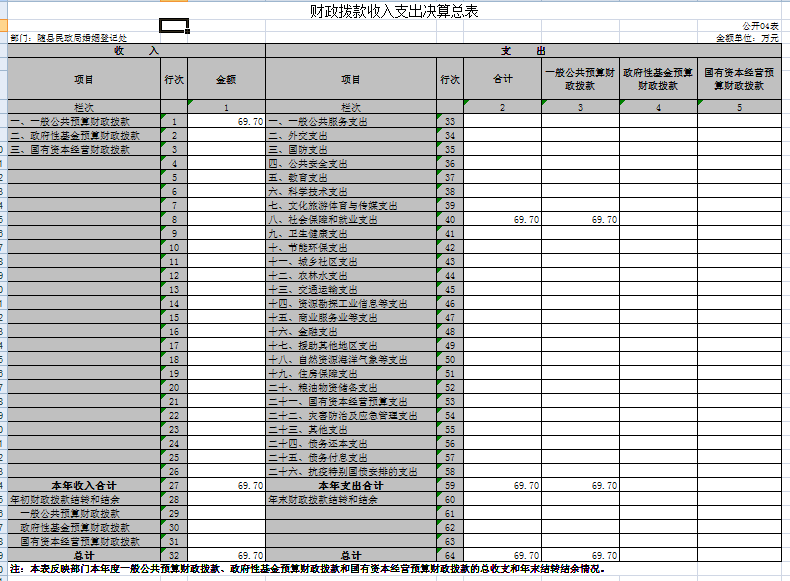 财政拨款收入支出决算总表
公开04表
部门：随县民政局婚姻登记处 金额单位：万元
收 入 支 出
项目 行次 金额 项目 行次 合计 一般公共预算财政拨款 政府性基金预算财政拨款 国有资本经营预算财政拨款
栏次 1 栏次 2 3 4 5
一、一般公共预算财政拨款 1 69.70 一、一般公共服务支出 33
二、政府性基金预算财政拨款 2 二、外交支出 34
三、国有资本经营财政拨款 3 三、国防支出 35
4 四、公共安全支出 36
5 五、教育支出 37
6 六、科学技术支出 38
7 七、文化旅游体育与传媒支出 39
8 八、社会保障和就业支出 40 69.70 69.70
9 九、卫生健康支出 41
10 十、节能环保支出 42
11 十一、城乡社区支出 43
12 十二、农林水支出 44
13 十三、交通运输支出 45
14 十四、资源勘探工业信息等支出 46
15 十五、商业服务业等支出 47
16 十六、金融支出 48
17 十七、援助其他地区支出 49
18 十八、自然资源海洋气象等支出 50
19 十九、住房保障支出 51
20 二十、粮油物资储备支出 52
21 二十一、国有资本经营预算支出 53
22 二十二、灾害防治及应急管理支出 54
23 二十三、其他支出 55
24 二十四、债务还本支出 56
25 二十五、债务付息支出 57
26 二十六、抗疫特别国债安排的支出 58
本年收入合计 27 69.70 本年支出合计 59 69.70 69.70
年初财政拨款结转和结余 28 年末财政拨款结转和结余 60
一般公共预算财政拨款 29 61
政府性基金预算财政拨款 30 62
国有资本经营预算财政拨款 31 63
总计 32 69.70 总计 64 69.70 69.70
注：本表反映部门本年度一般公共预算财政拨款、政府性基金预算财政拨款和国有资本经营预算财政拨款的总收支和年末结转结余情况。